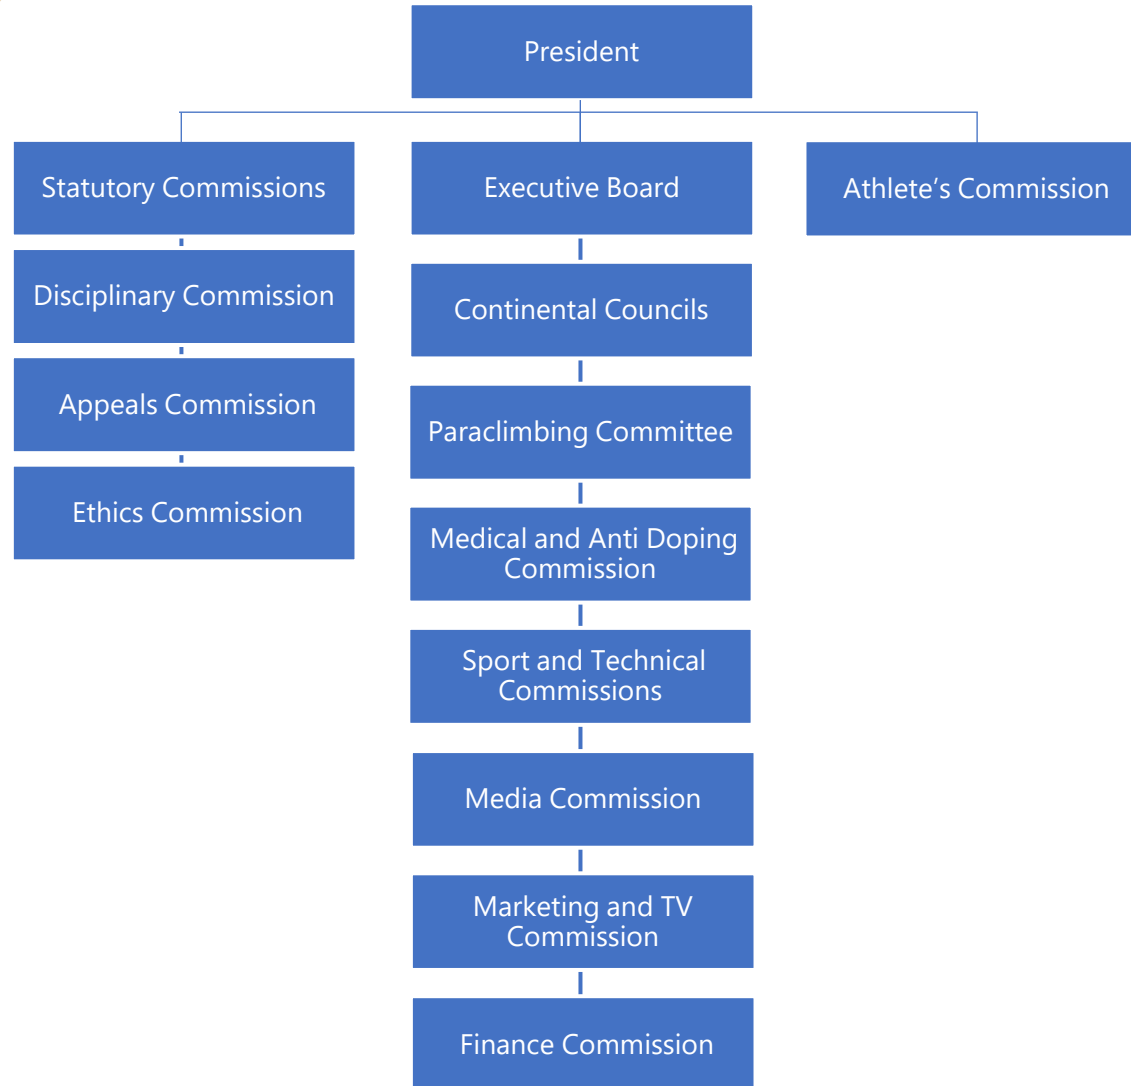 President
Statutory Commissions
Executive Board
Athlete’s Commission
Disciplinary Commission
Continental Councils
Appeals Commission
Paraclimbing Committee
Ethics Commission
Medical and Anti Doping
Commission
Sport and Technical
Commissions
Media Commission
Marketing and TV
Commission
Finance Commission